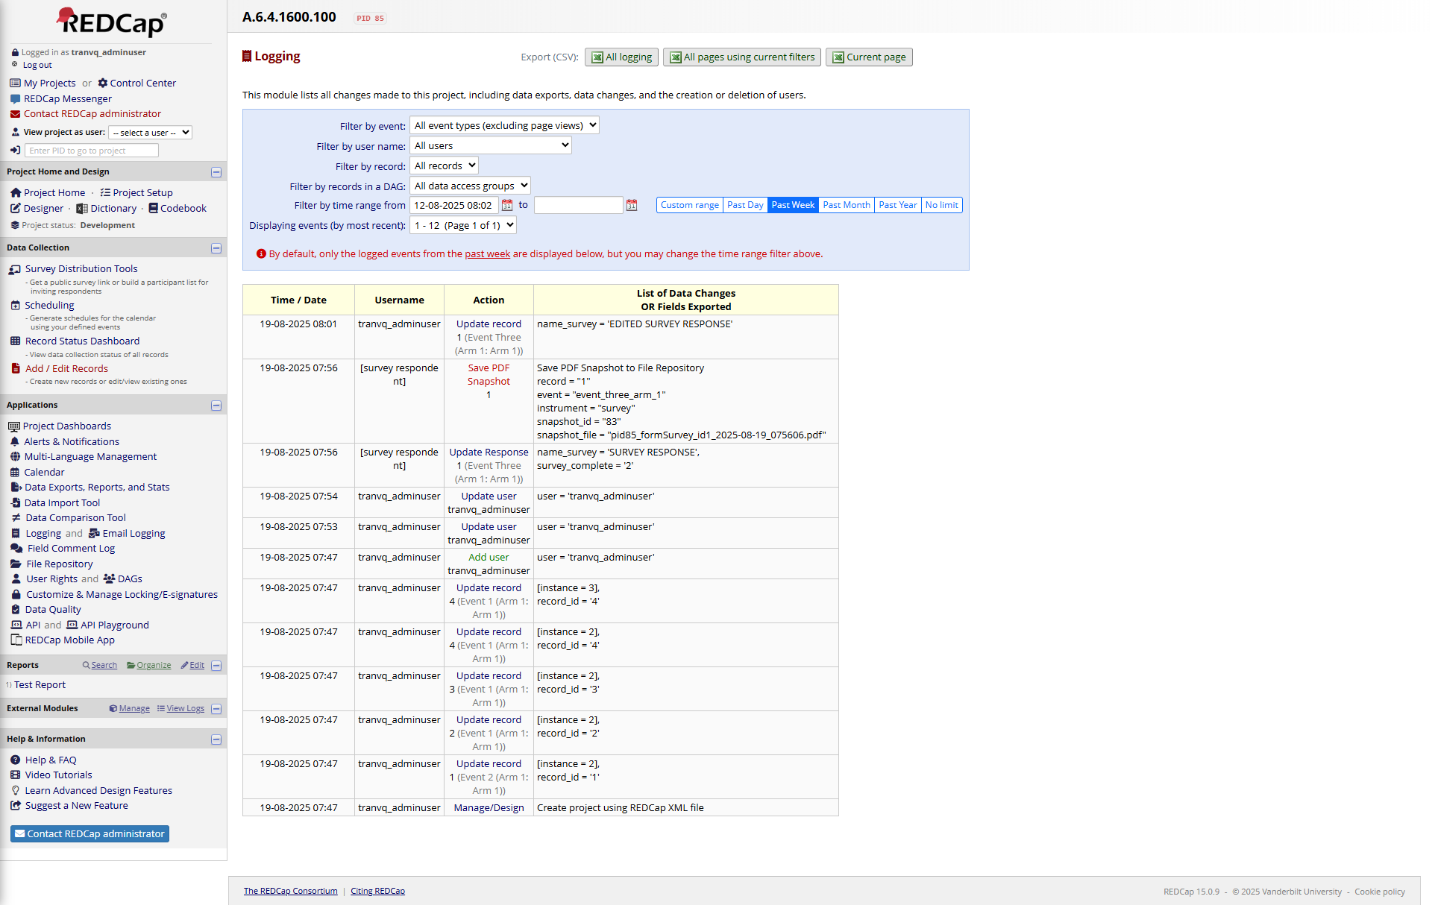 REDCap
Logged in as tranvq_adminuser
Log out
My Projects or Control Center
REDCap Messenger
Contact REDCap administrator
View project as user: -- select a user --
Enter PID to go to project
Project Home and Design
Project Home · Project Setup
Designer · Dictionary · Codebook
Project status: Development
Data Collection
Survey Distribution Tools
- Get a public survey link or build a participant list for
inviting respondents
Scheduling
- Generate schedules for the calendar
using your defined events
Record Status Dashboard
- View data collection status of all records
Add / Edit Records
- Create new records or edit/view existing ones
Applications
Project Dashboards
Alerts & Notifications
Multi-Language Management
Calendar
Data Exports, Reports, and Stats
Data Import Tool
Data Comparison Tool
Logging and Email Logging
Field Comment Log
File Repository
User Rights and DAGs
Customize & Manage Locking/E-signatures
Data Quality
API and API Playground
REDCap Mobile App
Reports Search Organize Edit
1) Test Report
External Modules Manage View Logs
Help & Information
Help & FAQ
Video Tutorials
Learn Advanced Design Features
Suggest a New Feature
Contact REDCap administrator
A.6.4.1600.100 PID 85
Logging
Export (CSV): All logging All pages using current filters Current page
This module lists all changes made to this project, including data exports, data changes, and the creation or deletion of users.
Filter by event: All event types (excluding page views)
Filter by user name: All users
Filter by record: All records
Filter by records in a DAG: All data access groups
Filter by time range from 12-08-2025 08:02 to Custom range Past Day Past Week Past Month Past Year No limit
Displaying events (by most recent): 1 - 12 (Page 1 of 1)
By default, only the logged events from the past week are displayed below, but you may change the time range filter above.
Time / Date Username Action List of Data Changes
OR Fields Exported
19-08-2025 08:01 tranvq_adminuser Update record name_survey = 'EDITED SURVEY RESPONSE'
1 (Event Three
(Arm 1: Arm 1))
19-08-2025 07:56 [survey responde Save PDF Save PDF Snapshot to File Repository
nt] Snapshot record = "1"
1 event = "event_three_arm_1"
instrument = "survey"
snapshot_id = "83"
snapshot_file = "pid85_formSurvey_id1_2025-08-19_075606.pdf"
19-08-2025 07:56 [survey responde Update Response name_survey = 'SURVEY RESPONSE',
nt] 1 (Event Three survey_complete = '2'
(Arm 1: Arm 1))
19-08-2025 07:54 tranvq_adminuser Update user user = 'tranvq_adminuser'
tranvq_adminuser
19-08-2025 07:53 tranvq_adminuser Update user user = 'tranvq_adminuser'
tranvq_adminuser
19-08-2025 07:47 tranvq_adminuser Add user user = 'tranvq_adminuser'
tranvq_adminuser
19-08-2025 07:47 tranvq_adminuser Update record [instance = 3],
4 (Event 1 (Arm 1: record_id = '4'
Arm 1))
19-08-2025 07:47 tranvq_adminuser Update record [instance = 2],
4 (Event 1 (Arm 1: record_id = '4'
Arm 1))
19-08-2025 07:47 tranvq_adminuser Update record [instance = 2],
3 (Event 1 (Arm 1: record_id = '3'
Arm 1))
19-08-2025 07:47 tranvq_adminuser Update record [instance = 2],
2 (Event 1 (Arm 1: record_id = '2'
Arm 1))
19-08-2025 07:47 tranvq_adminuser Update record [instance = 2],
1 (Event 2 (Arm 1: record_id = '1'
Arm 1))
19-08-2025 07:47 tranvq_adminuser Manage/Design Create project using REDCap XML file
The REDCap Consortium | Citing REDCap
REDCap 15.0.9 - © 2025 Vanderbilt University - Cookie policy